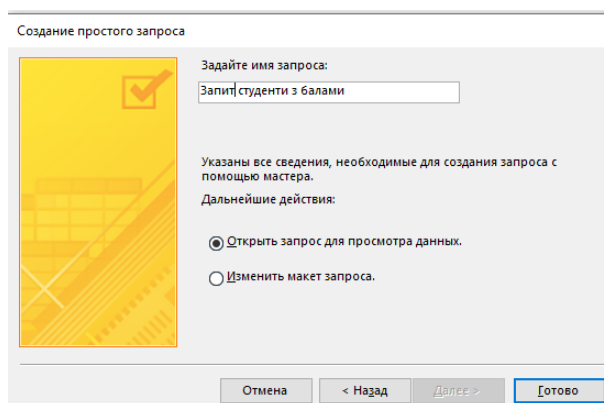 Создание простого запроса
Задайте имя запроса:
Запит студенти з балами
Указаны все сведения, необходимые для создания запроса с
помощью мастера.
Дальнейшие действия:
Открыть запрос для просмотра данных.
Изменить макет запроса.
Отмена
< Назад
Далее >
Готово